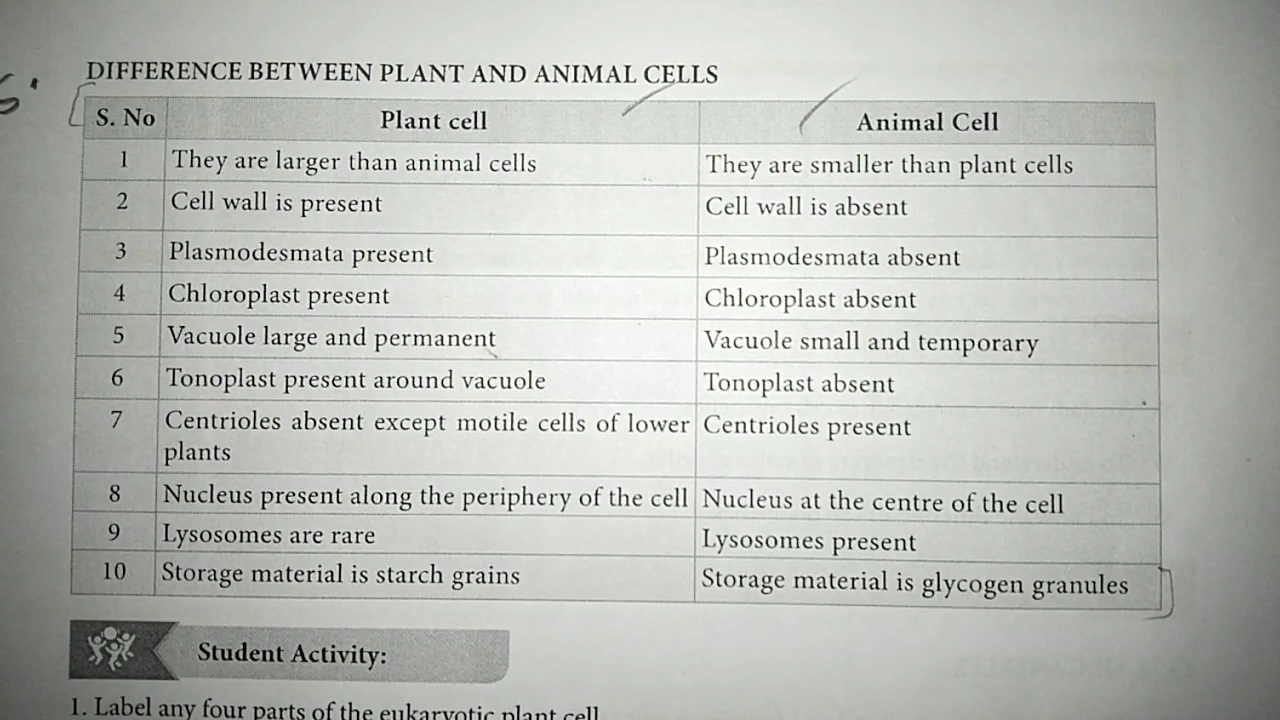 DIFFERENCE BETWEEN PLANT AND ANIMAL CELLS
S. No Plant cell Animal Cell
1 They are larger than animal cells They are smaller than plant cells
2 Cell wall is present Cell wall is absent
3 Plasmodesmata present Plasmodesmata absent
4 Chloroplast present Chloroplast absent
5 Vacuole large and permanent Vacuole small and temporary
6 Tonoplast present around vacuole Tonoplast absent
7 Centrioles absent except motile cells of lower Centrioles present
plants
8 Nucleus present along the periphery of the cell Nucleus at the centre of the cell
9 Lysosomes are rare Lysosomes present
10 Storage material is starch grains Storage material is glycogen granules
Student Activity:
1. Label any four parts of the eukaryotic plant cell